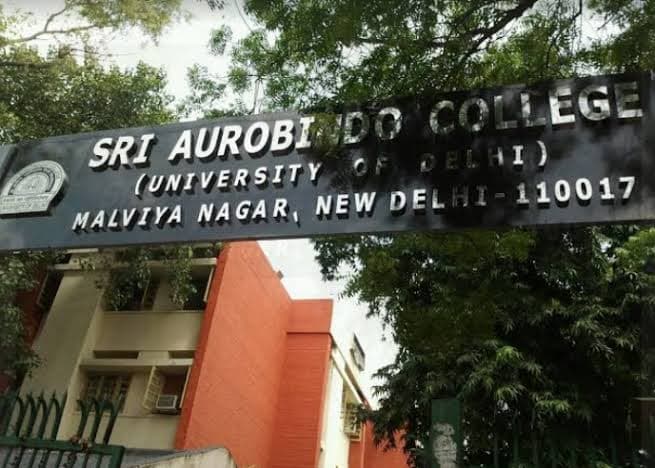 SRI AUROBINDO COLLEGE
(UNIVERSITY OF DELHI)
MALVIYA NAGAR, NEW DELHI-110017